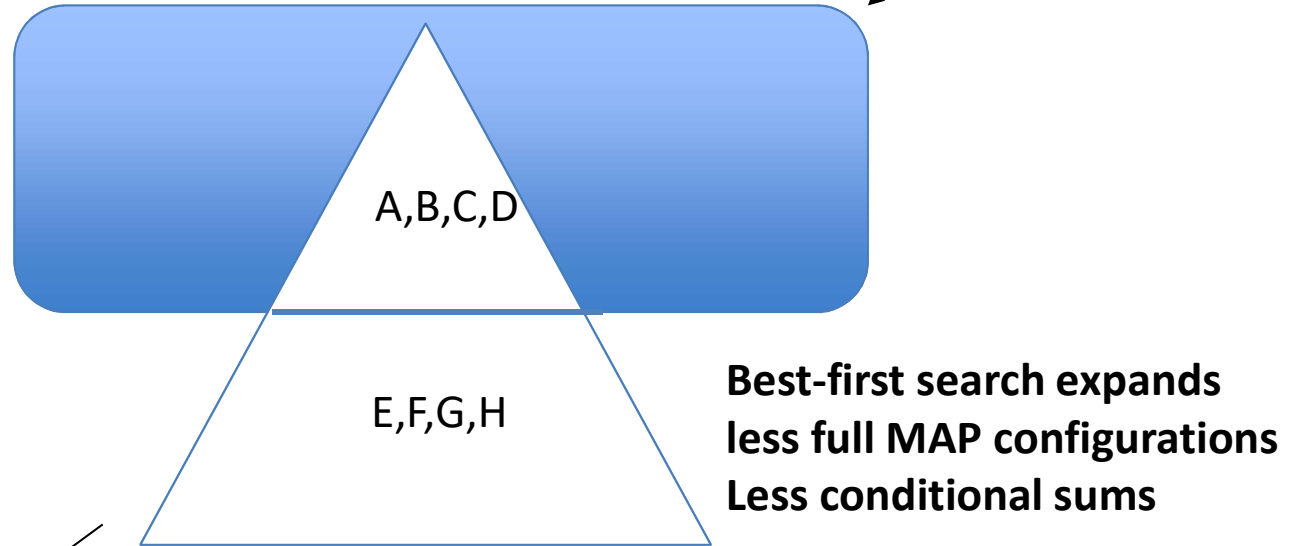 A,B,C,D
E,F,G,H
Best-first search expands
less full MAP configurations
Less conditional sums